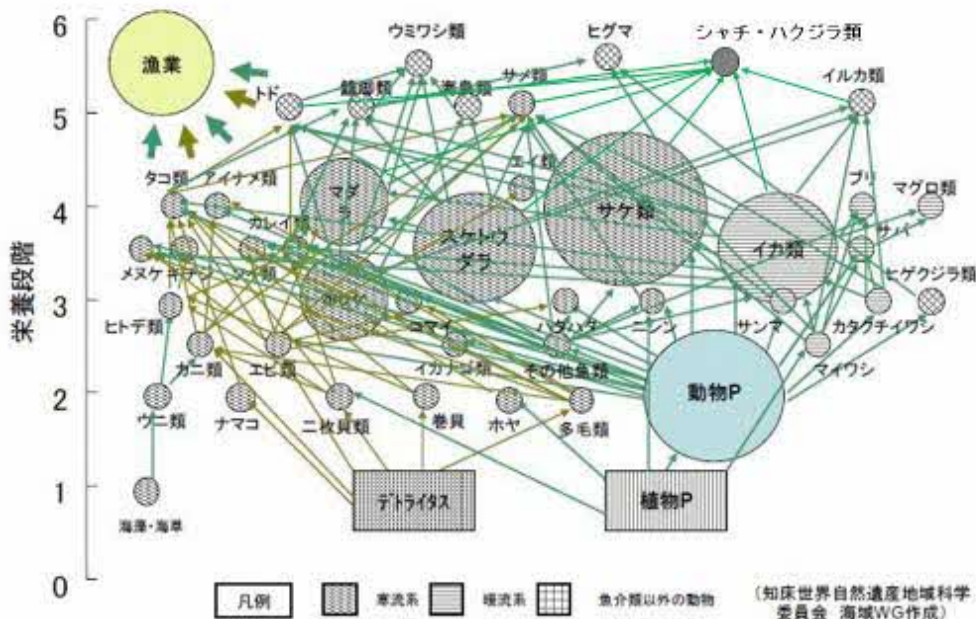 6
5
4
3
2
1
0
栄養段階
漁業
ウミワシ類
ヒグマ
シャチ・ハクジラ類
トド
鰭脚類
海鳥類
サメ類
イルカ類
タコ類
アイナメ類
マダラ
エイ類
サケ類
ブリ
マグロ類
カレイ類
スケトウダラ
イカ類
サバ
メヌケ
キチジ
ソイ類
ヒゲクジラ類
ヒトデ類
コマイ
ハタハタ
ニシン
サンマ
カタクチイワシ
カニ類
エビ類
イカナゴ類
その他魚類
マイワシ
動物P
ウニ類
ナマコ
二枚貝類
巻貝
ホヤ
多毛類
デトライタス
植物P
海藻・海草
凡例
寒流系
暖流系
魚介類以外の動物
(知床世界自然遺産地域科学
委員会 海域WG作成)